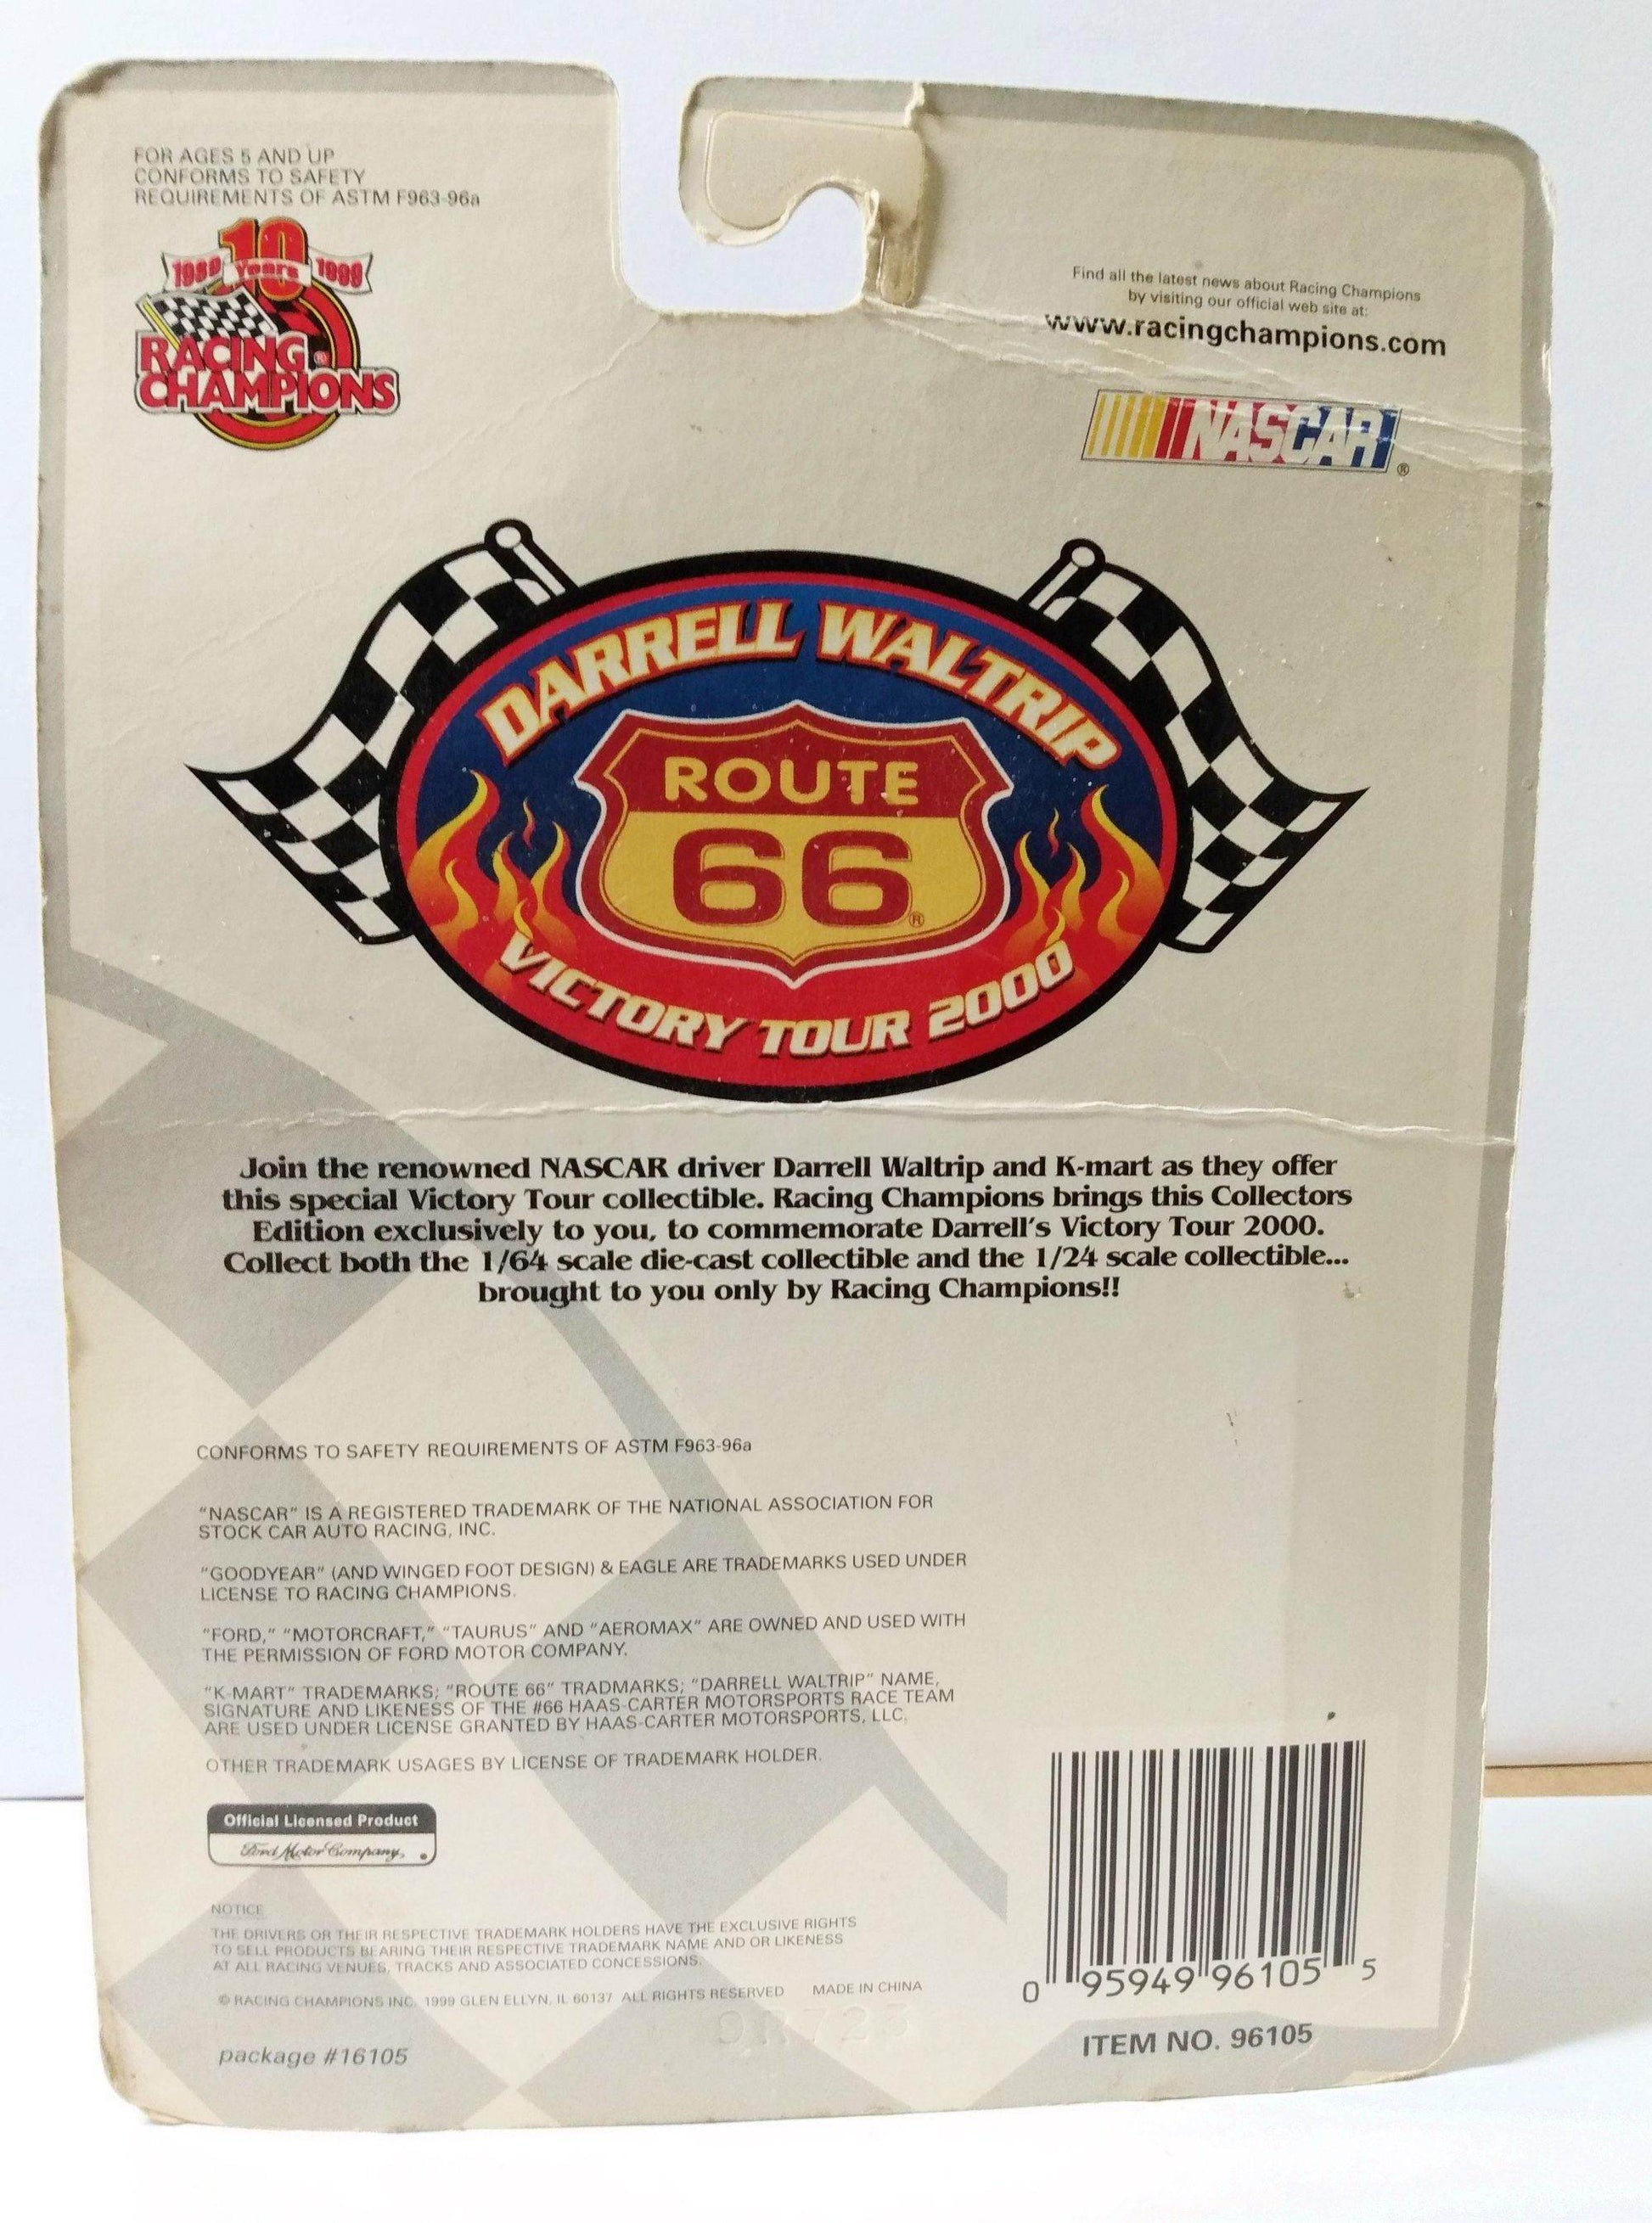 FOR AGES 5 AND UP
CONFORMS TO SAFETY
REQUIREMENTS OF ASTM F963-96a
10
1989 Years 1999
RACING
CHAMPIONS
Find all the latest news about Racing Champions
by visiting our official web site at:
www.racingchampions.com
NASCAR®
DARRELL WALTRIP
ROUTE
66®
VICTORY TOUR 2000
Join the renowned NASCAR driver Darrell Waltrip and K-mart as they offer
this special Victory Tour collectible. Racing Champions brings this Collectors
Edition exclusively to you, to commemorate Darrell's Victory Tour 2000.
Collect both the 1/64 scale die-cast collectible and the 1/24 scale collectible...
brought to you only by Racing Champions!!
CONFORMS TO SAFETY REQUIREMENTS OF ASTM F963-96a
"NASCAR" IS A REGISTERED TRADEMARK OF THE NATIONAL ASSOCIATION FOR
STOCK CAR AUTO RACING, INC.
"GOODYEAR" (AND WINGED FOOT DESIGN) & EAGLE ARE TRADEMARKS USED UNDER
LICENSE TO RACING CHAMPIONS.
"FORD," "MOTORCRAFT," "TAURUS" AND "AEROMAX" ARE OWNED AND USED WITH
THE PERMISSION OF FORD MOTOR COMPANY.
"K-MART" TRADEMARKS; "ROUTE 66" TRADMARKS; "DARRELL WALTRIP" NAME,
SIGNATURE AND LIKENESS OF THE #66 HAAS-CARTER MOTORSPORTS RACE TEAM
ARE USED UNDER LICENSE GRANTED BY HAAS-CARTER MOTORSPORTS, LLC.
OTHER TRADEMARK USAGES BY LICENSE OF TRADEMARK HOLDER.
Official Licensed Product
Ford Motor Company
NOTICE
THE DRIVERS OR THEIR RESPECTIVE TRADEMARK HOLDERS HAVE THE EXCLUSIVE RIGHTS
TO SELL PRODUCTS BEARING THEIR RESPECTIVE TRADEMARK NAME AND OR LIKENESS
AT ALL RACING VENUES, TRACKS AND ASSOCIATED CONCESSIONS.
© RACING CHAMPIONS INC. 1999 GLEN ELLYN, IL 60137 ALL RIGHTS RESERVED MADE IN CHINA
package #16105
0 95949 96105 5
ITEM NO. 96105